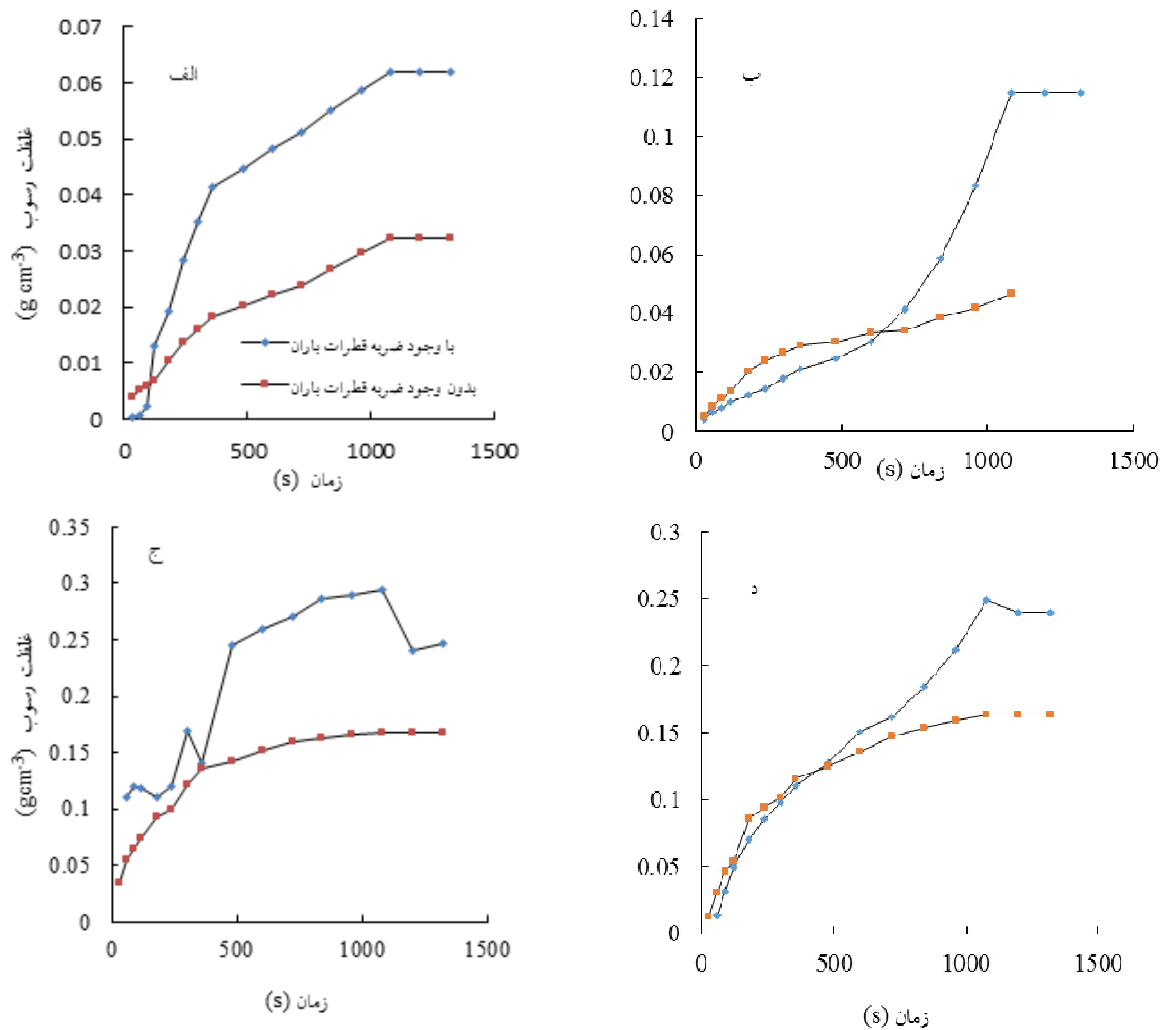 الف
0.07
0.06
0.05
0.04
0.03
0.02
0.01
0
غلظت رسوب (g cm⁻³)
با وجود ضربه قطرات باران
بدون وجود ضربه قطرات باران
0 500 1000 1500
زمان (s)
ب
0.14
0.12
0.1
0.08
0.06
0.04
0.02
0
0 500 1000 1500
زمان (s)
ج
0.35
0.3
0.25
0.2
0.15
0.1
0.05
0
غلظت رسوب (gcm⁻³)
0 500 1000 1500
زمان (s)
د
0.3
0.25
0.2
0.15
0.1
0.05
0
0 500 1000 1500
زمان (s)